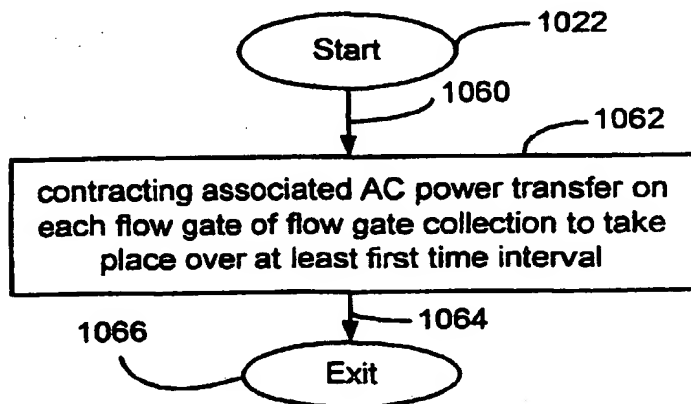 Start
1022
1060
1062
contracting associated AC power transfer on
each flow gate of flow gate collection to take
place over at least first time interval
1064
1066
Exit